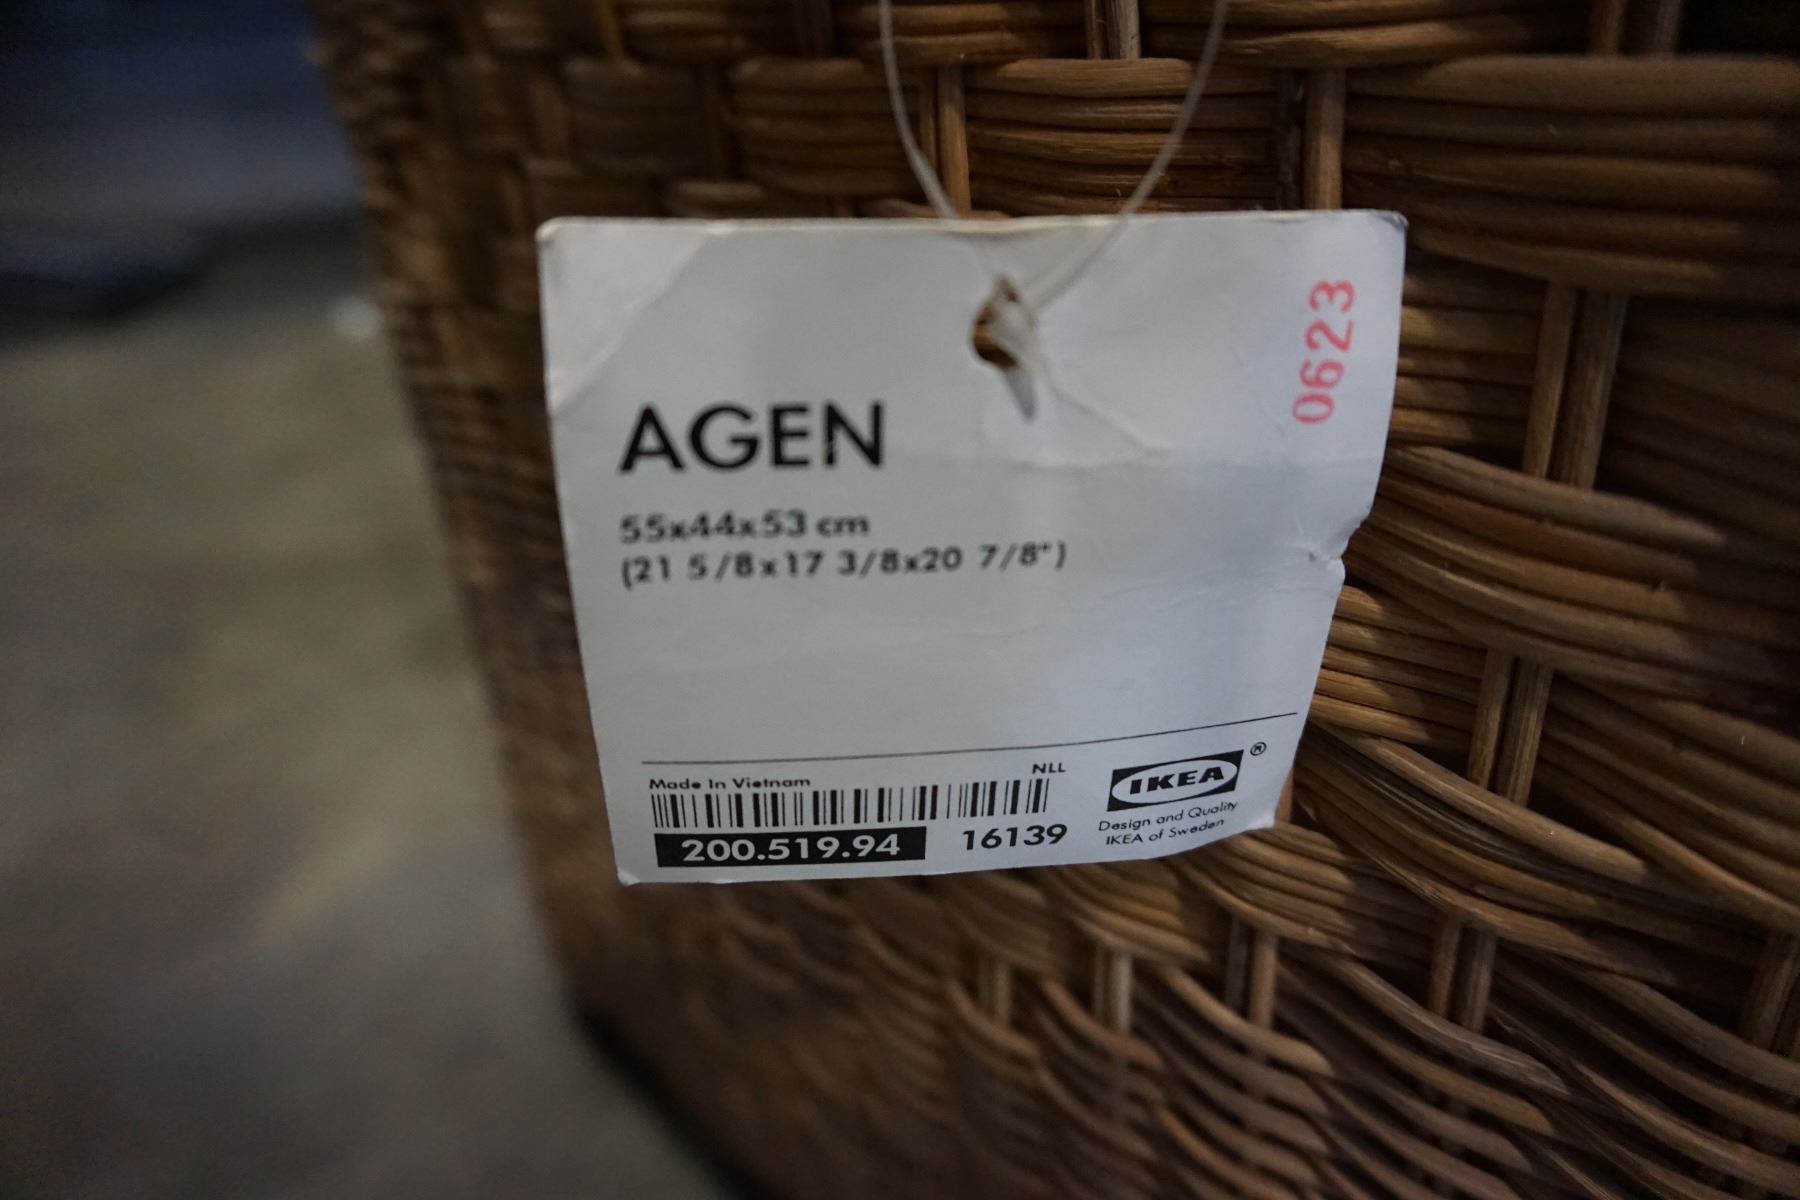 0623
AGEN
55x44x53 cm
(21 5/8x17 3/8x20 7/8")
Made In Vietnam
NLL
200.519.94
16139
IKEA®
Design and Quality
IKEA of Sweden